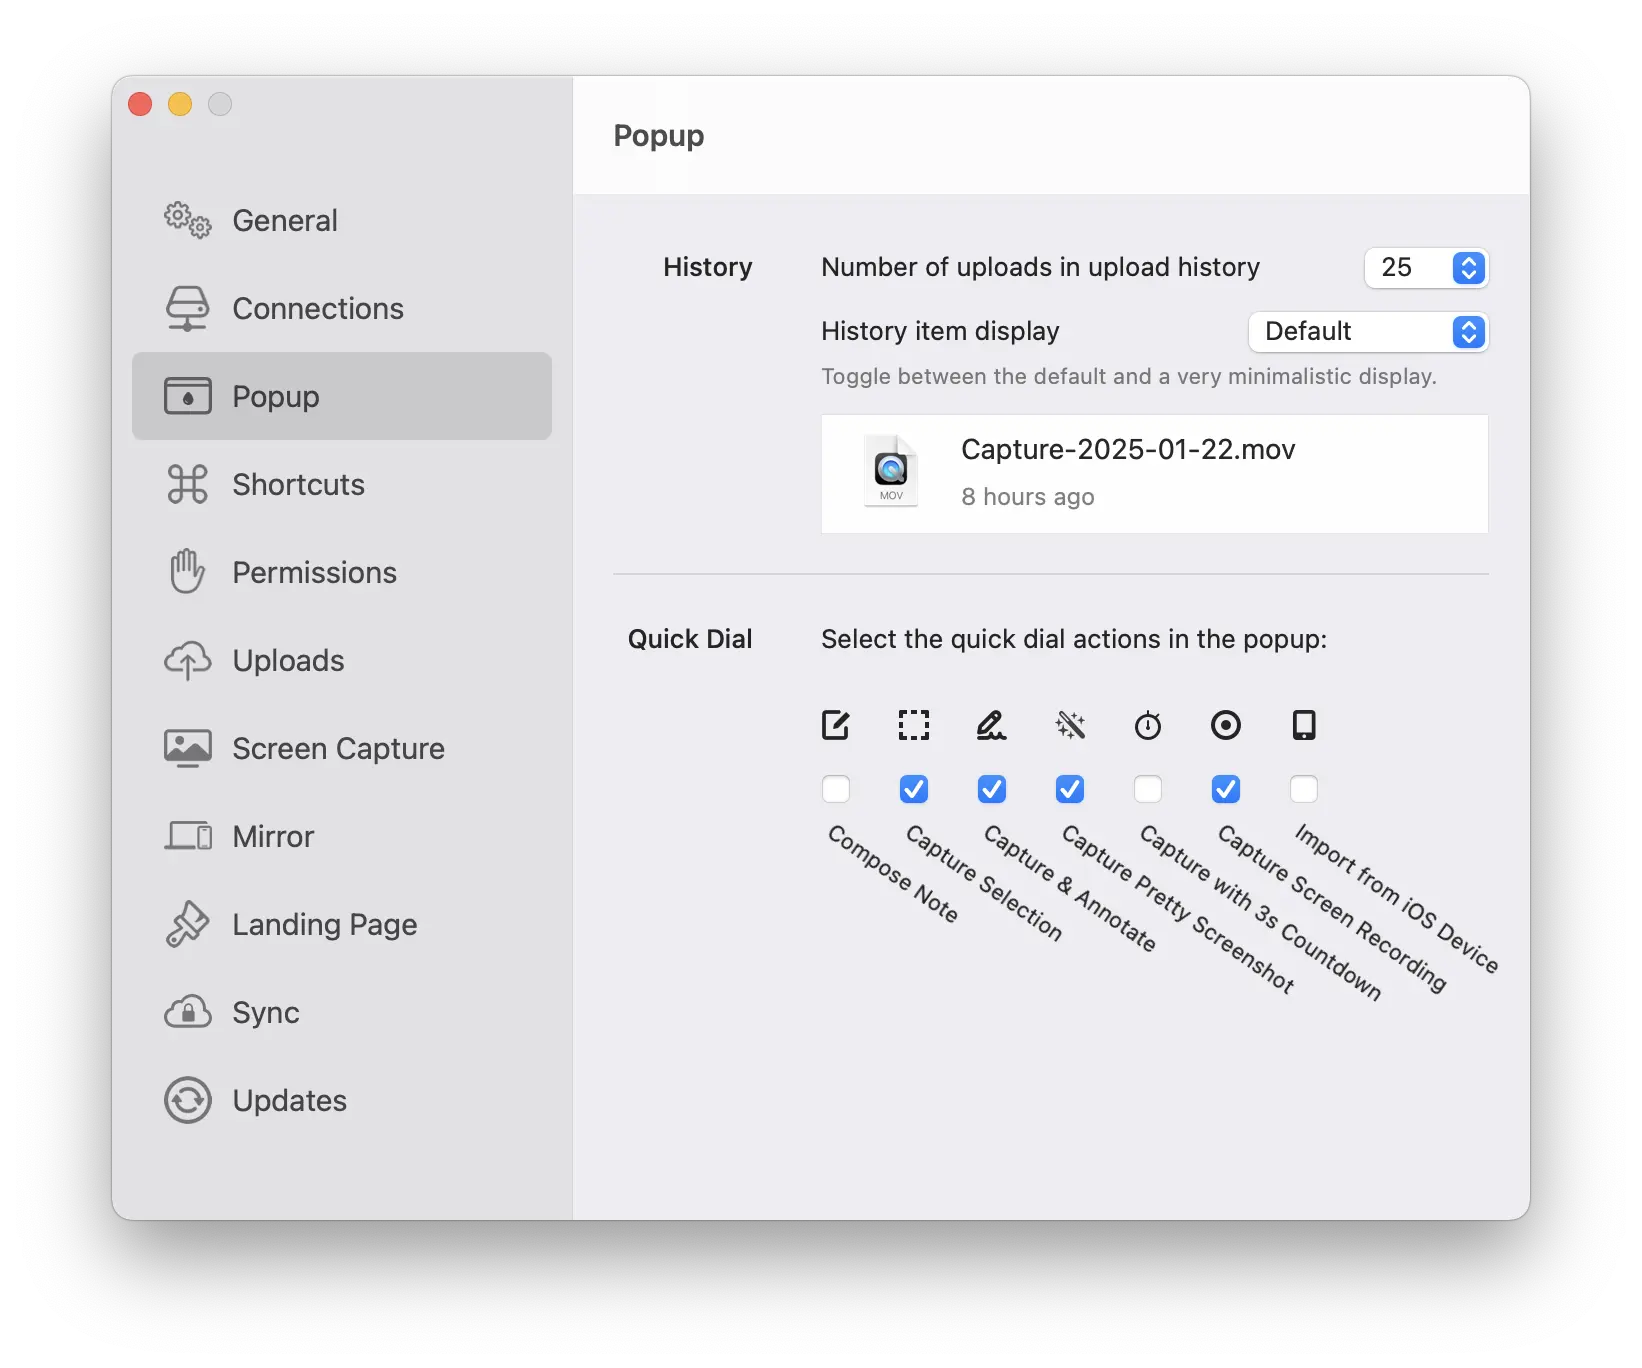 Popup
General
Connections
Popup
Shortcuts
Permissions
Uploads
Screen Capture
Mirror
Landing Page
Sync
Updates
History
Number of uploads in upload history
25
History item display
Default
Toggle between the default and a very minimalistic display.
MOV
Capture-2025-01-22.mov
8 hours ago
Quick Dial
Select the quick dial actions in the popup:
Compose Note
Capture Selection
Capture & Annotate
Capture Pretty Screenshot
Capture with 3s Countdown
Capture Screen Recording
Import from iOS Device